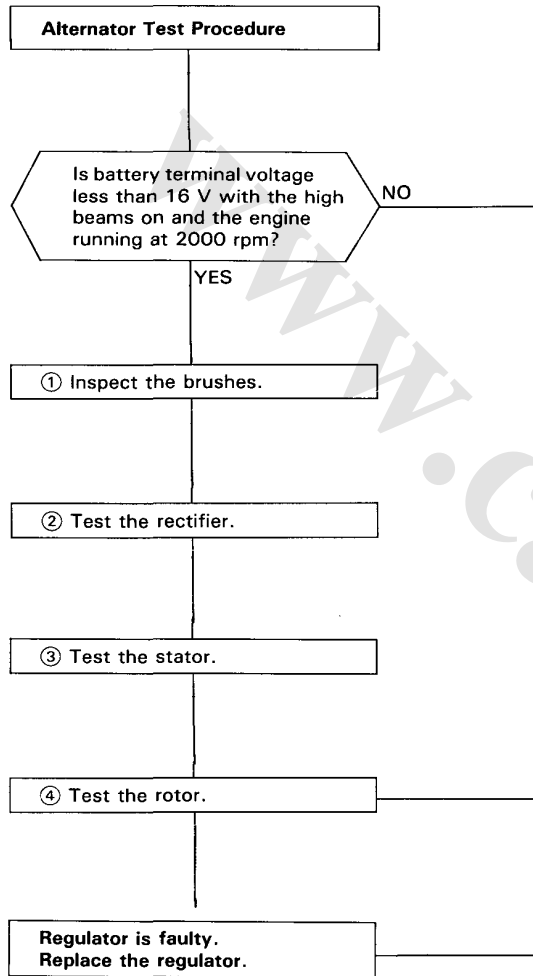 Alternator Test Procedure
Is battery terminal voltage
less than 16 V with the high
beams on and the engine
running at 2000 rpm?
NO
YES
① Inspect the brushes.
② Test the rectifier.
③ Test the stator.
④ Test the rotor.
Regulator is faulty.
Replace the regulator.
www.c